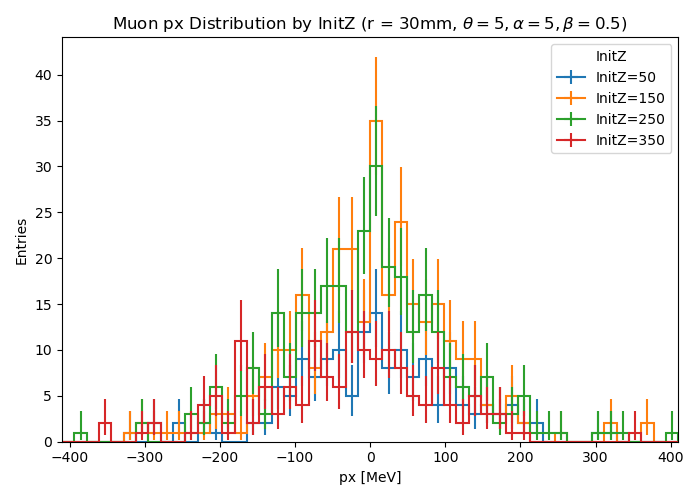 Muon px Distribution by InitZ (r = 30mm, θ = 5, α = 5, β = 0.5)
InitZ
InitZ=50
InitZ=150
InitZ=250
InitZ=350
Entries
40
35
30
25
20
15
10
5
0
−400 −300 −200 −100 0 100 200 300 400
px [MeV]